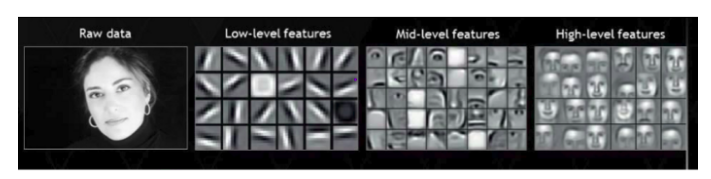 Raw data
Low-level features
Mid-level features
High-level features